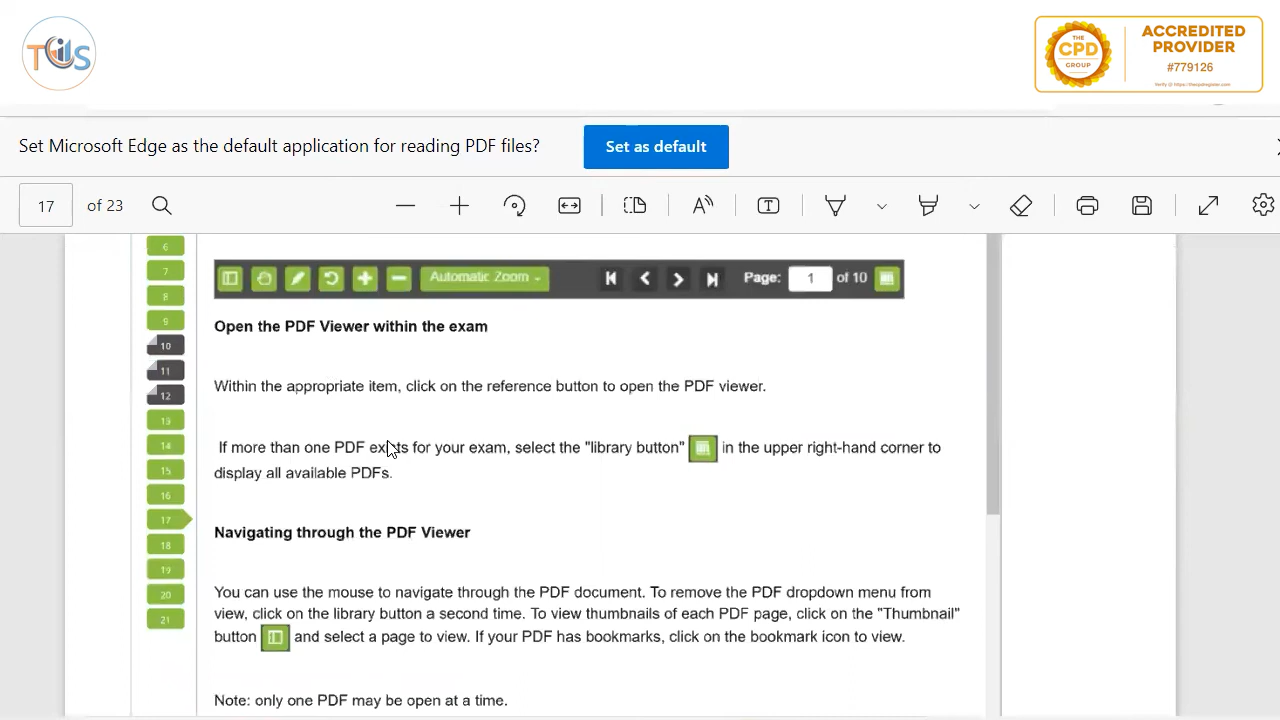 TCILS
THE
CPD
GROUP
ACCREDITED
PROVIDER
#779126
Verify @ https://thecpdregister.com
Set Microsoft Edge as the default application for reading PDF files?
Set as default
17 of 23
6
7
8
9
10
11
12
13
14
15
16
17
18
19
20
21
Automatic Zoom
Page: 1 of 10
Open the PDF Viewer within the exam
Within the appropriate item, click on the reference button to open the PDF viewer.
If more than one PDF exists for your exam, select the "library button" in the upper right-hand corner to
display all available PDFs.
Navigating through the PDF Viewer
You can use the mouse to navigate through the PDF document. To remove the PDF dropdown menu from
view, click on the library button a second time. To view thumbnails of each PDF page, click on the "Thumbnail"
button and select a page to view. If your PDF has bookmarks, click on the bookmark icon to view.
Note: only one PDF may be open at a time.